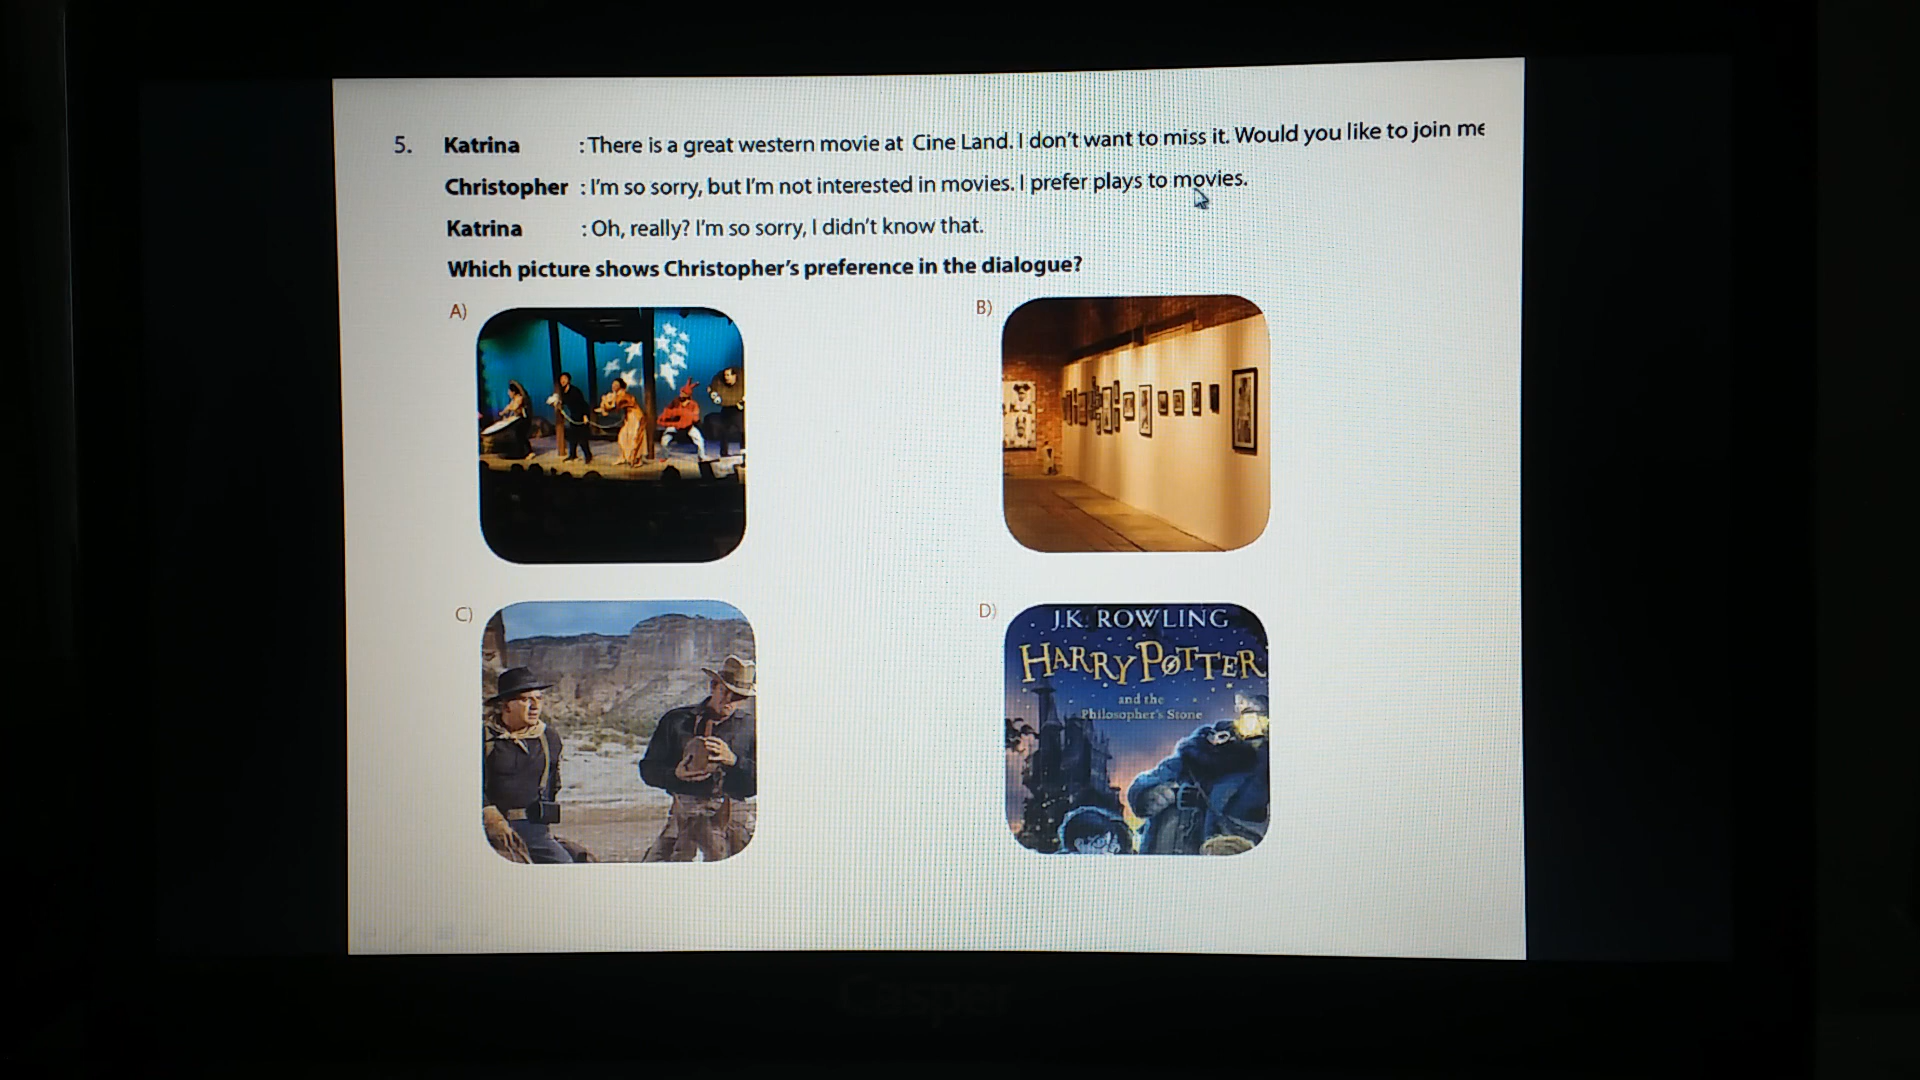 5. Katrina : There is a great western movie at Cine Land. I don't want to miss it. Would you like to join me
Christopher : I'm so sorry, but I'm not interested in movies. I prefer plays to movies.
Katrina : Oh, really? I'm so sorry, I didn't know that.
Which picture shows Christopher's preference in the dialogue?
A)
B)
C)
D)
J.K. ROWLING
HARRY POTTER
and the
Philosopher's Stone
Casper